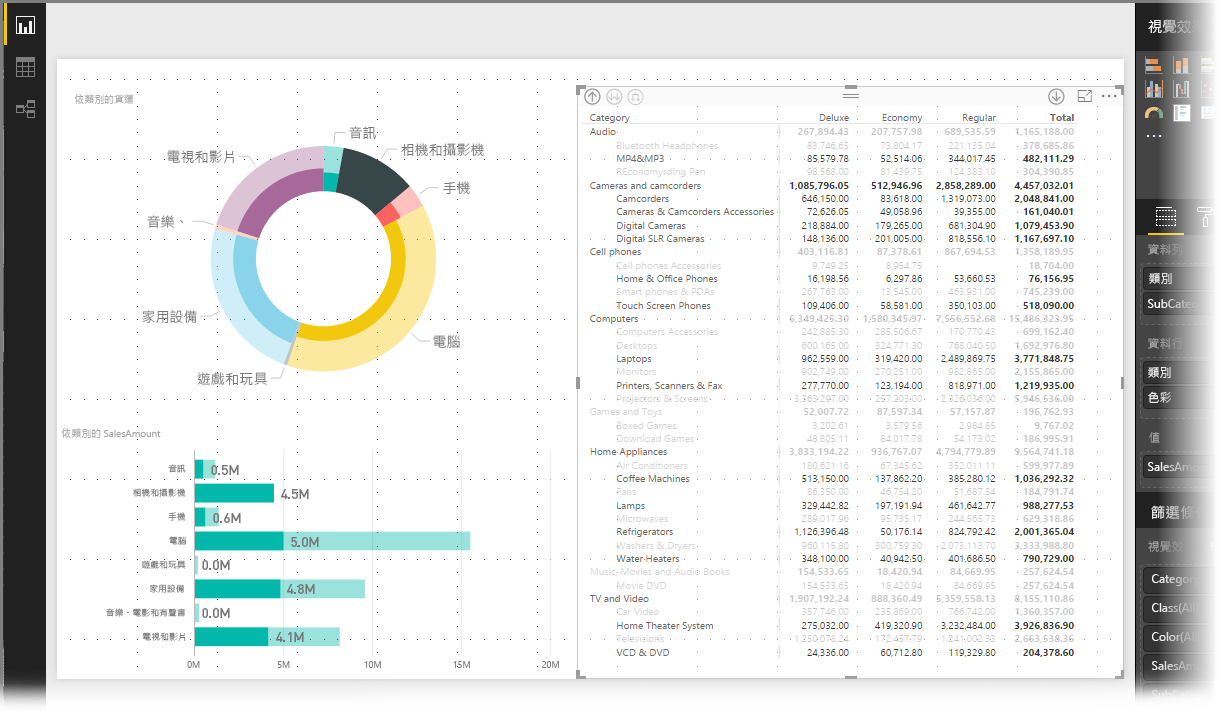 依類別的貨運
音訊
相機和攝影機
手機
電腦
遊戲和玩具
家用設備
音樂、
電視和影片
依類別的 SalesAmount
音訊 0.5M
相機和攝影機 4.5M
手機 0.6M
電腦 5.0M
遊戲和玩具 0.0M
家用設備 4.8M
音樂、電影和有聲書 0.0M
電視和影片 4.1M
0M 5M 10M 15M 20M
Category Deluxe Economy Regular Total
Audio 267,894.43 207,757.98 689,535.59 1,165,188.00
Bluetooth Headphones 83,746.65 73,804.17 221,135.04 378,685.86
MP4&MP3 85,579.78 52,514.06 344,017.45 482,111.29
REconomyrding Pen 98,568.00 81,439.75 124,383.10 304,390.85
Cameras and camcorders 1,085,796.05 512,946.96 2,858,289.00 4,457,032.01
Camcorders 646,150.00 83,618.00 1,319,073.00 2,048,841.00
Cameras & Camcorders Accessories 72,626.05 49,058.96 39,355.00 161,040.01
Digital Cameras 218,884.00 179,265.00 681,304.90 1,079,453.90
Digital SLR Cameras 148,136.00 201,005.00 818,556.10 1,167,697.10
Cell phones 403,116.81 87,378.61 867,694.53 1,358,189.95
Cell phones Accessories 9,749.25 8,954.75 18,704.00
Home & Office Phones 16,198.56 6,297.86 53,660.53 76,156.95
Smart phones & PDAs 267,763.00 13,545.00 463,931.00 745,239.00
Touch Screen Phones 109,406.00 58,581.00 350,103.00 518,090.00
Computers 6,349,425.30 1,580,345.97 7,556,552.68 15,486,323.95
Computers Accessories 242,885.30 285,506.67 170,770.43 699,162.40
Desktops 600,165.00 324,771.30 768,040.50 1,692,976.80
Laptops 962,559.00 319,420.00 2,489,869.75 3,771,848.75
Monitors 902,749.00 270,251.00 982,865.00 2,155,865.00
Printers, Scanners & Fax 277,770.00 123,194.00 818,971.00 1,219,935.00
Projectors & Screens 3,363,297.00 257,303.00 2,326,036.00 5,946,536.00
Games and Toys 52,007.72 87,597.34 57,157.87 196,762.93
Boxed Games 3,202.61 3,579.56 2,984.85 9,767.02
Download Games 48,805.11 84,017.78 54,173.02 186,995.91
Home Appliances 3,833,194.22 936,767.07 4,794,779.89 9,564,741.18
Air Conditioners 180,621.16 67,345.62 352,011.11 599,977.89
Coffee Machines 513,150.00 137,862.20 385,280.12 1,036,292.32
Fans 86,350.00 46,754.20 51,687.54 184,791.74
Lamps 329,442.82 197,191.94 461,642.77 988,277.53
Microwaves 289,017.96 95,735.17 244,565.73 629,318.86
Refrigerators 1,126,396.48 50,176.14 824,792.42 2,001,365.04
Washers & Dryers 960,115.80 300,759.30 2,073,113.70 3,333,988.80
Water Heaters 348,100.00 40,942.50 401,686.50 790,729.00
Music, Movies and Audio Books 154,533.65 18,420.94 84,669.95 257,624.54
Movie DVD 154,533.65 18,420.94 84,669.95 257,624.54
TV and Video 1,907,192.24 888,360.49 5,359,558.13 8,155,110.86
Car Video 357,746.00 235,869.00 766,742.00 1,360,357.00
Home Theater System 275,032.00 419,320.90 3,232,484.00 3,926,836.90
Televisions 1,250,078.24 172,457.79 1,241,002.33 2,663,538.36
VCD & DVD 24,336.00 60,712.80 119,329.80 204,378.60
視覺效
資料列
類別
SubCate
資料行
類別
色彩
值
SalesAmo
篩選條
視覺效
Categor
Class(All
Color(Al
SalesAm